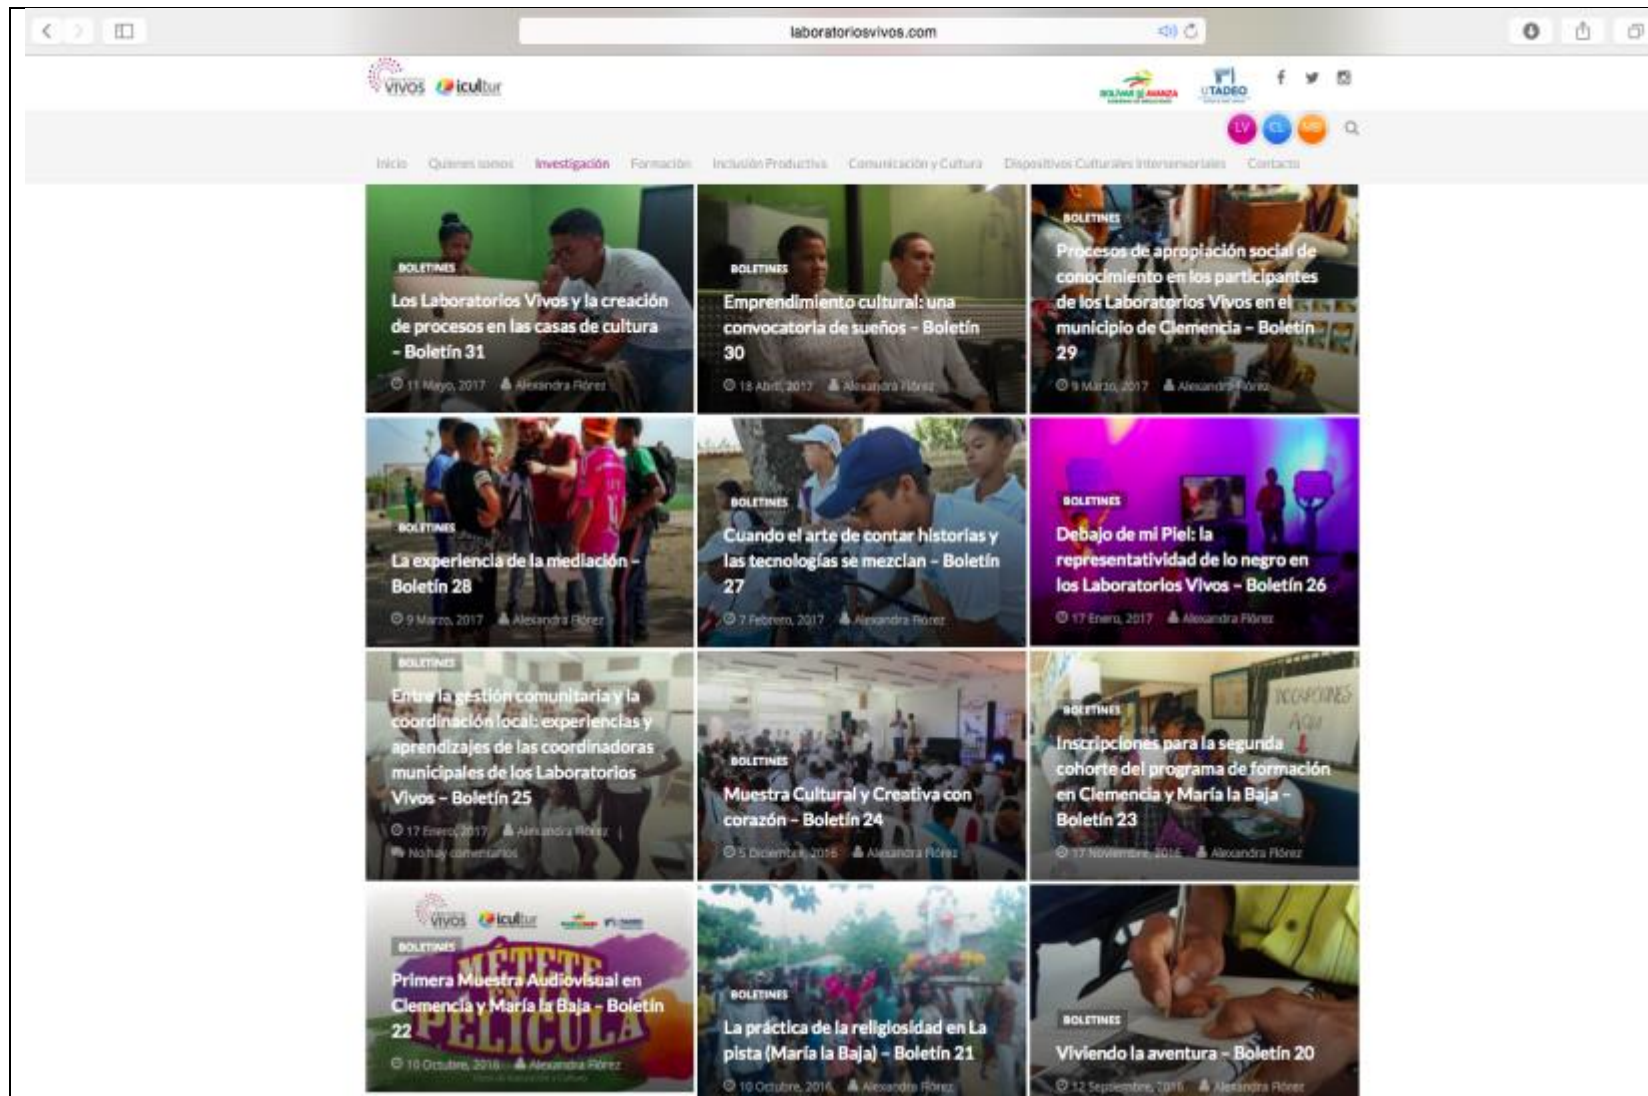 laboratoriosvivos.com
VIVOS
icultur
BOLÍVAR SÍ AVANZA
UTADEO
LV
CL
MB
Inicio Quienes somos Investigación Formación Inclusión Productiva Comunicación y Cultura Dispositivos Culturales Intersensoriales Contacto
BOLETINES
Los Laboratorios Vivos y la creación
de procesos en las casas de cultura
– Boletín 31
11 Mayo, 2017 Alexandra Flórez
BOLETINES
Emprendimiento cultural: una
convocatoria de sueños – Boletín
30
18 Abril, 2017 Alexandra Flórez
BOLETINES
Procesos de apropiación social de
conocimiento en los participantes
de los Laboratorios Vivos en el
municipio de Clemencia – Boletín
29
9 Marzo, 2017 Alexandra Flórez
BOLETINES
La experiencia de la mediación –
Boletín 28
9 Marzo, 2017 Alexandra Flórez
BOLETINES
Cuando el arte de contar historias y
las tecnologías se mezclan – Boletín
27
7 Febrero, 2017 Alexandra Flórez
BOLETINES
Debajo de mi Piel: la
representatividad de lo negro en
los Laboratorios Vivos – Boletín 26
17 Enero, 2017 Alexandra Flórez
BOLETINES
Entre la gestión comunitaria y la
coordinación local: experiencias y
aprendizajes de las coordinadoras
municipales de los Laboratorios
Vivos – Boletín 25
17 Enero, 2017 Alexandra Flórez |
No hay comentarios
BOLETINES
Muestra Cultural y Creativa con
corazón – Boletín 24
5 Diciembre, 2016 Alexandra Flórez
INSCRIPCIONES
AQUI
BOLETINES
Inscripciones para la segunda
cohorte del programa de formación
en Clemencia y María la Baja –
Boletín 23
17 Noviembre, 2016 Alexandra Flórez
VIVOS icultur UTADEO
MÉTETE
EN LA
PELÍCULA
BOLETINES
Primera Muestra Audiovisual en
Clemencia y María la Baja – Boletín
22
10 Octubre, 2016 Alexandra Flórez
BOLETINES
La práctica de la religiosidad en La
pista (María la Baja) – Boletín 21
10 Octubre, 2016 Alexandra Flórez
BOLETINES
Viviendo la aventura – Boletín 20
12 Septiembre, 2016 Alexandra Flórez